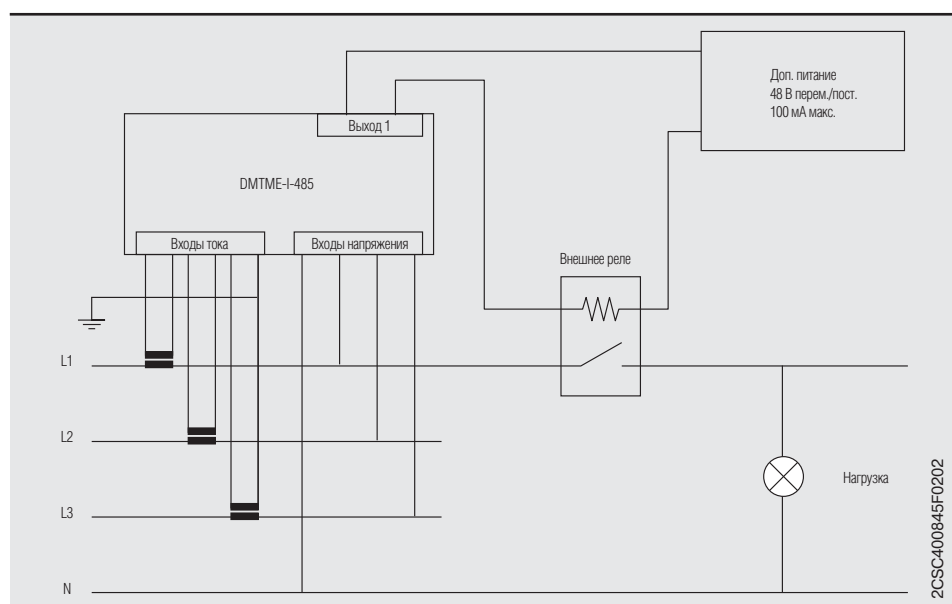 Доп. питание
48 В перем./пост.
100 мА макс.
Выход 1
DMTME-I-485
Входы тока
Входы напряжения
Внешнее реле
L1
L2
L3
N
Нагрузка
2CSC400845F0202